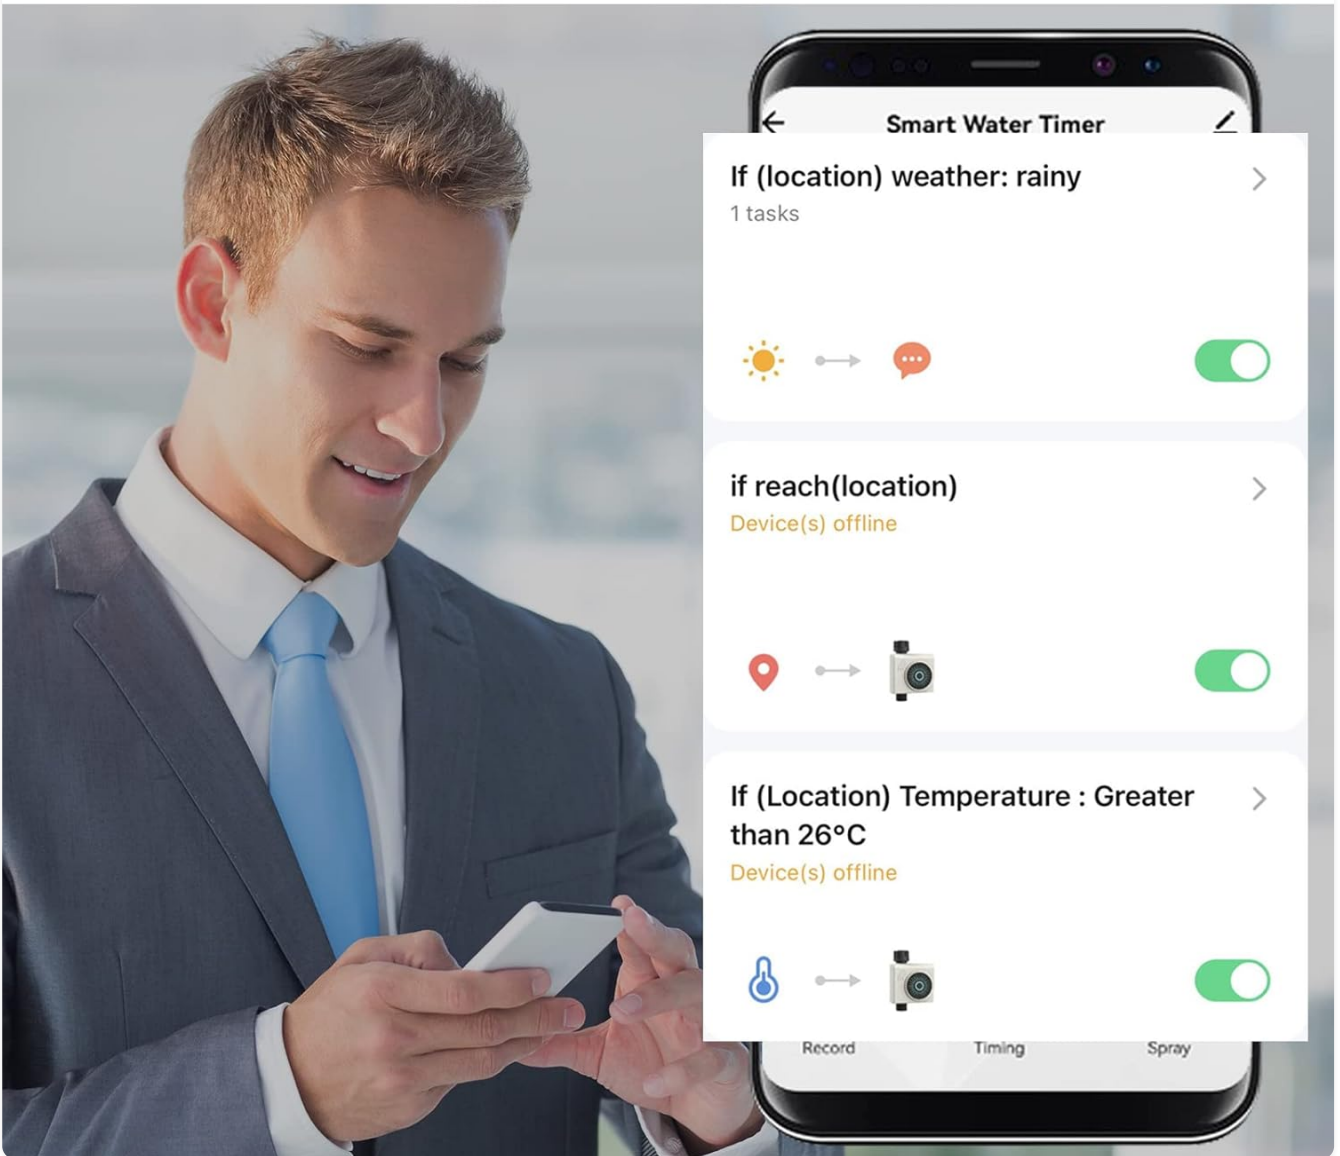 Smart Water Timer
If (location) weather: rainy
1 tasks
if reach(location)
Device(s) offline
If (Location) Temperature : Greater
than 26°C
Device(s) offline
Record
Timing
Spray